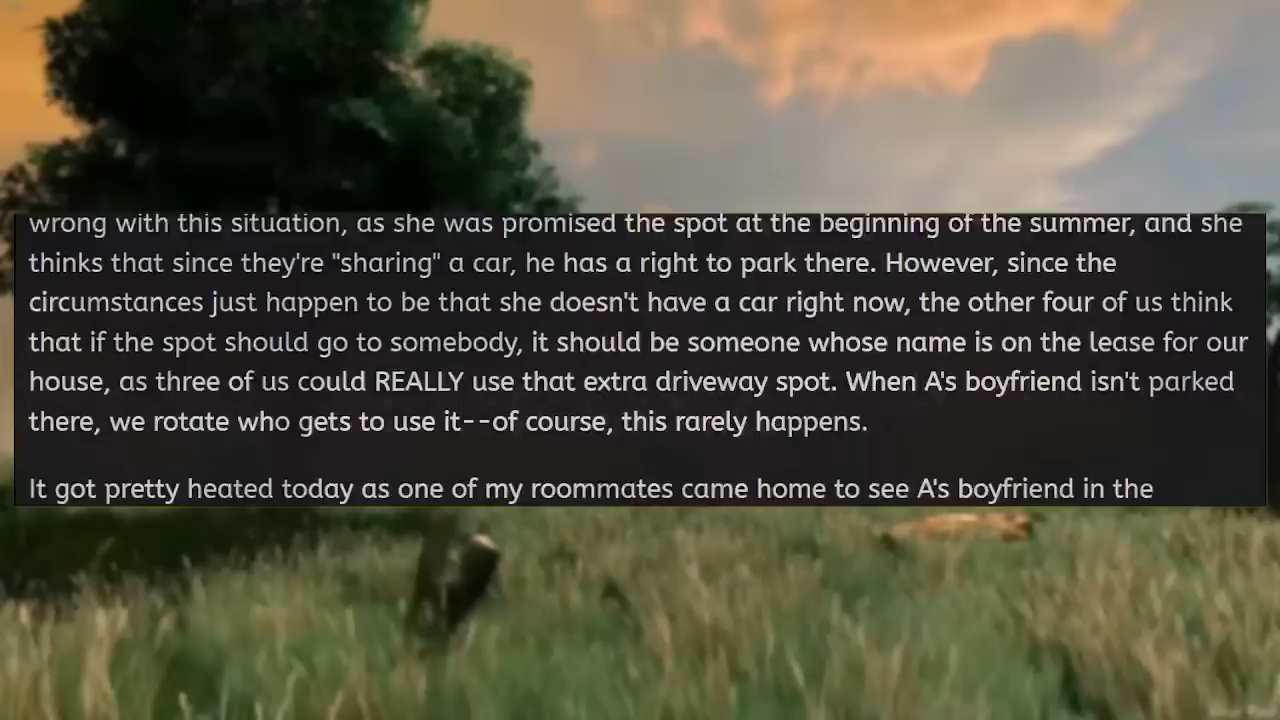 wrong with this situation, as she was promised the spot at the beginning of the summer, and she
thinks that since they're "sharing" a car, he has a right to park there. However, since the
circumstances just happen to be that she doesn't have a car right now, the other four of us think
that if the spot should go to somebody, it should be someone whose name is on the lease for our
house, as three of us could REALLY use that extra driveway spot. When A's boyfriend isn't parked
there, we rotate who gets to use it--of course, this rarely happens.
It got pretty heated today as one of my roommates came home to see A's boyfriend in the